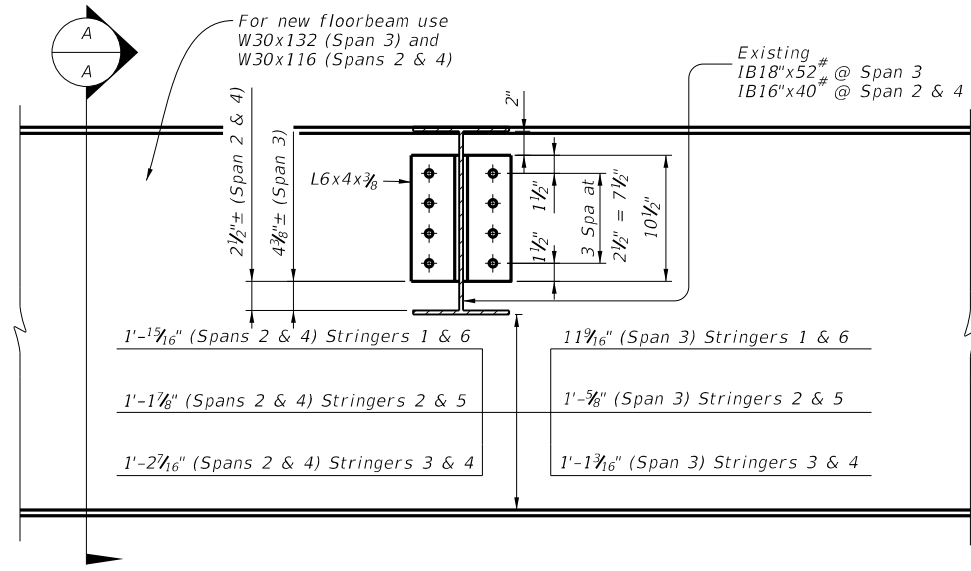 A
A
For new floorbeam use
W30x132 (Span 3) and
W30x116 (Spans 2 & 4)
Existing
IB18"x52# @ Span 3
IB16"x40# @ Span 2 & 4
2"
2½"± (Span 2 & 4)
4⅜"± (Span 3)
L6x4x⅜
1½"
1½"
3 Spa at
2½" = 7½"
10½"
1'-15/16" (Spans 2 & 4) Stringers 1 & 6
11 9/16" (Span 3) Stringers 1 & 6
1'-1⅞" (Spans 2 & 4) Stringers 2 & 5
1'-⅝" (Span 3) Stringers 2 & 5
1'-2 7/16" (Spans 2 & 4) Stringers 3 & 4
1'-1 3/16" (Span 3) Stringers 3 & 4